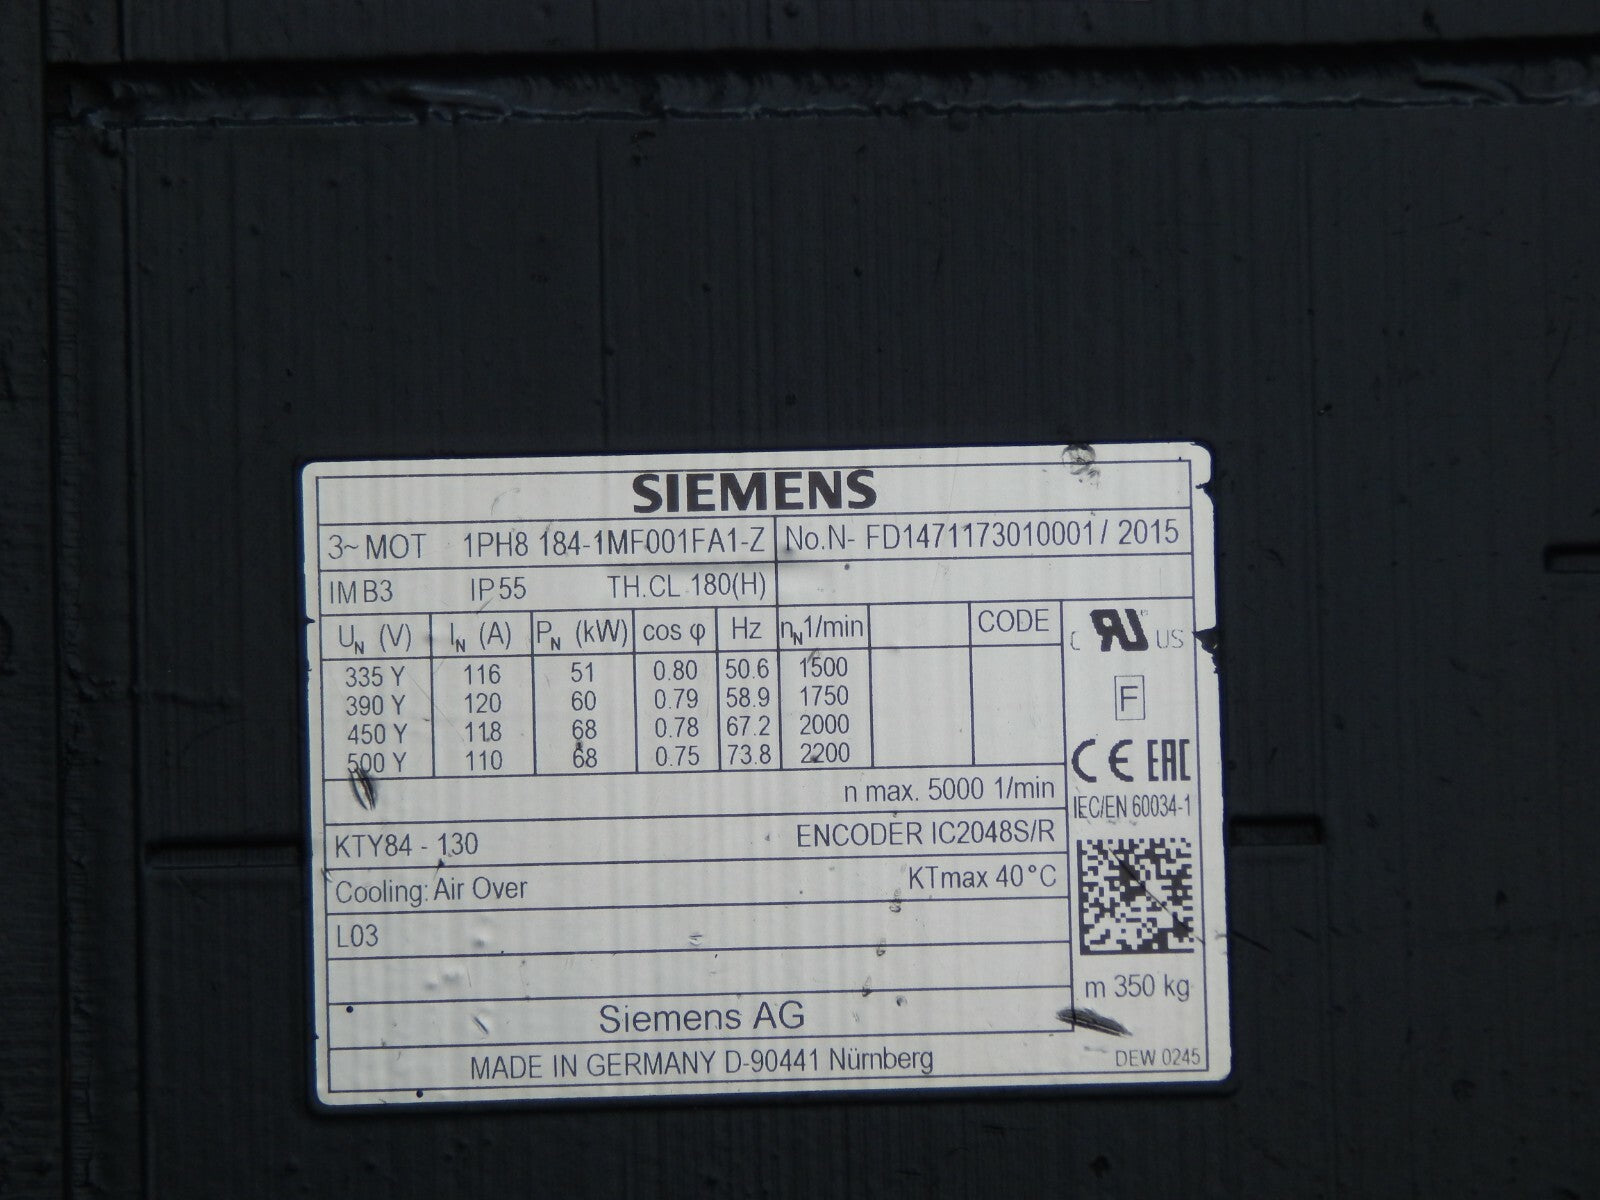 SIEMENS
3~ MOT 1PH8 184-1MF001FA1-Z No.N- FD1471173010001 / 2015
IM B3 IP 55 TH.CL 180(H)
UN (V) IN (A) PN (kW) cos φ Hz nN 1/min CODE
335 Y 116 51 0.80 50.6 1500
390 Y 120 60 0.79 58.9 1750
450 Y 118 68 0.78 67.2 2000
500 Y 110 68 0.75 73.8 2200
n max. 5000 1/min
KTY84 - 130 ENCODER IC2048S/R
Cooling: Air Over KTmax 40°C
L03
Siemens AG
MADE IN GERMANY D-90441 Nürnberg
C RU US
F
CE EAC
IEC/EN 60034-1
m 350 kg
DEW 0245